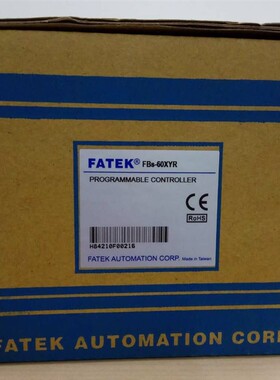 FATEK® FBs-60XYR
PROGRAMMABLE CONTROLLER
CE
RoHS
FATEK AUTOMATION CORP. Made in Taiwan
FATEK AUTOMATION CORP